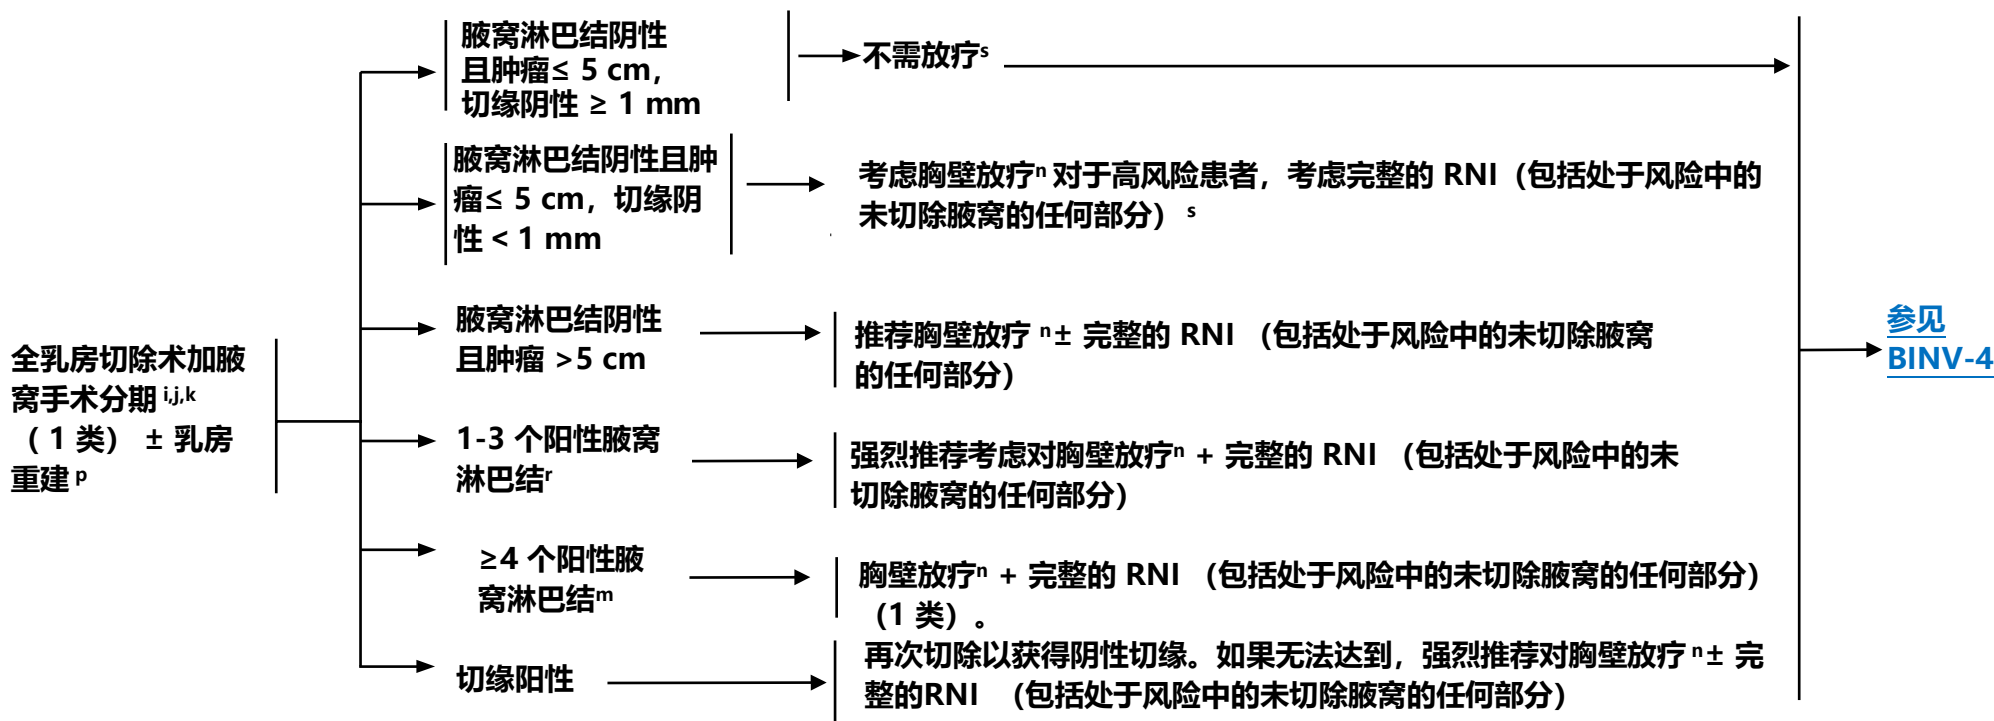 全乳房切除术加腋
窝手术分期 i,j,k
（ 1 类） ± 乳房
重建 p
腋窝淋巴结阴性
且肿瘤≤ 5 cm，
切缘阴性 ≥ 1 mm
不需放疗s
腋窝淋巴结阴性且肿
瘤≤ 5 cm，切缘阴
性 < 1 mm
考虑胸壁放疗n 对于高风险患者，考虑完整的 RNI（包括处于风险中的
未切除腋窝的任何部分） s
腋窝淋巴结阴性
且肿瘤 >5 cm
推荐胸壁放疗 n± 完整的 RNI （包括处于风险中的未切除腋窝
的任何部分）
1-3 个阳性腋窝
淋巴结r
强烈推荐考虑对胸壁放疗n + 完整的 RNI （包括处于风险中的未
切除腋窝的任何部分）
≥4 个阳性腋
窝淋巴结m
胸壁放疗n + 完整的 RNI （包括处于风险中的未切除腋窝的任何部分）
（1 类）。
切缘阳性
再次切除以获得阴性切缘。如果无法达到，强烈推荐对胸壁放疗 n± 完
整的RNI （包括处于风险中的未切除腋窝的任何部分）
参见
BINV-4